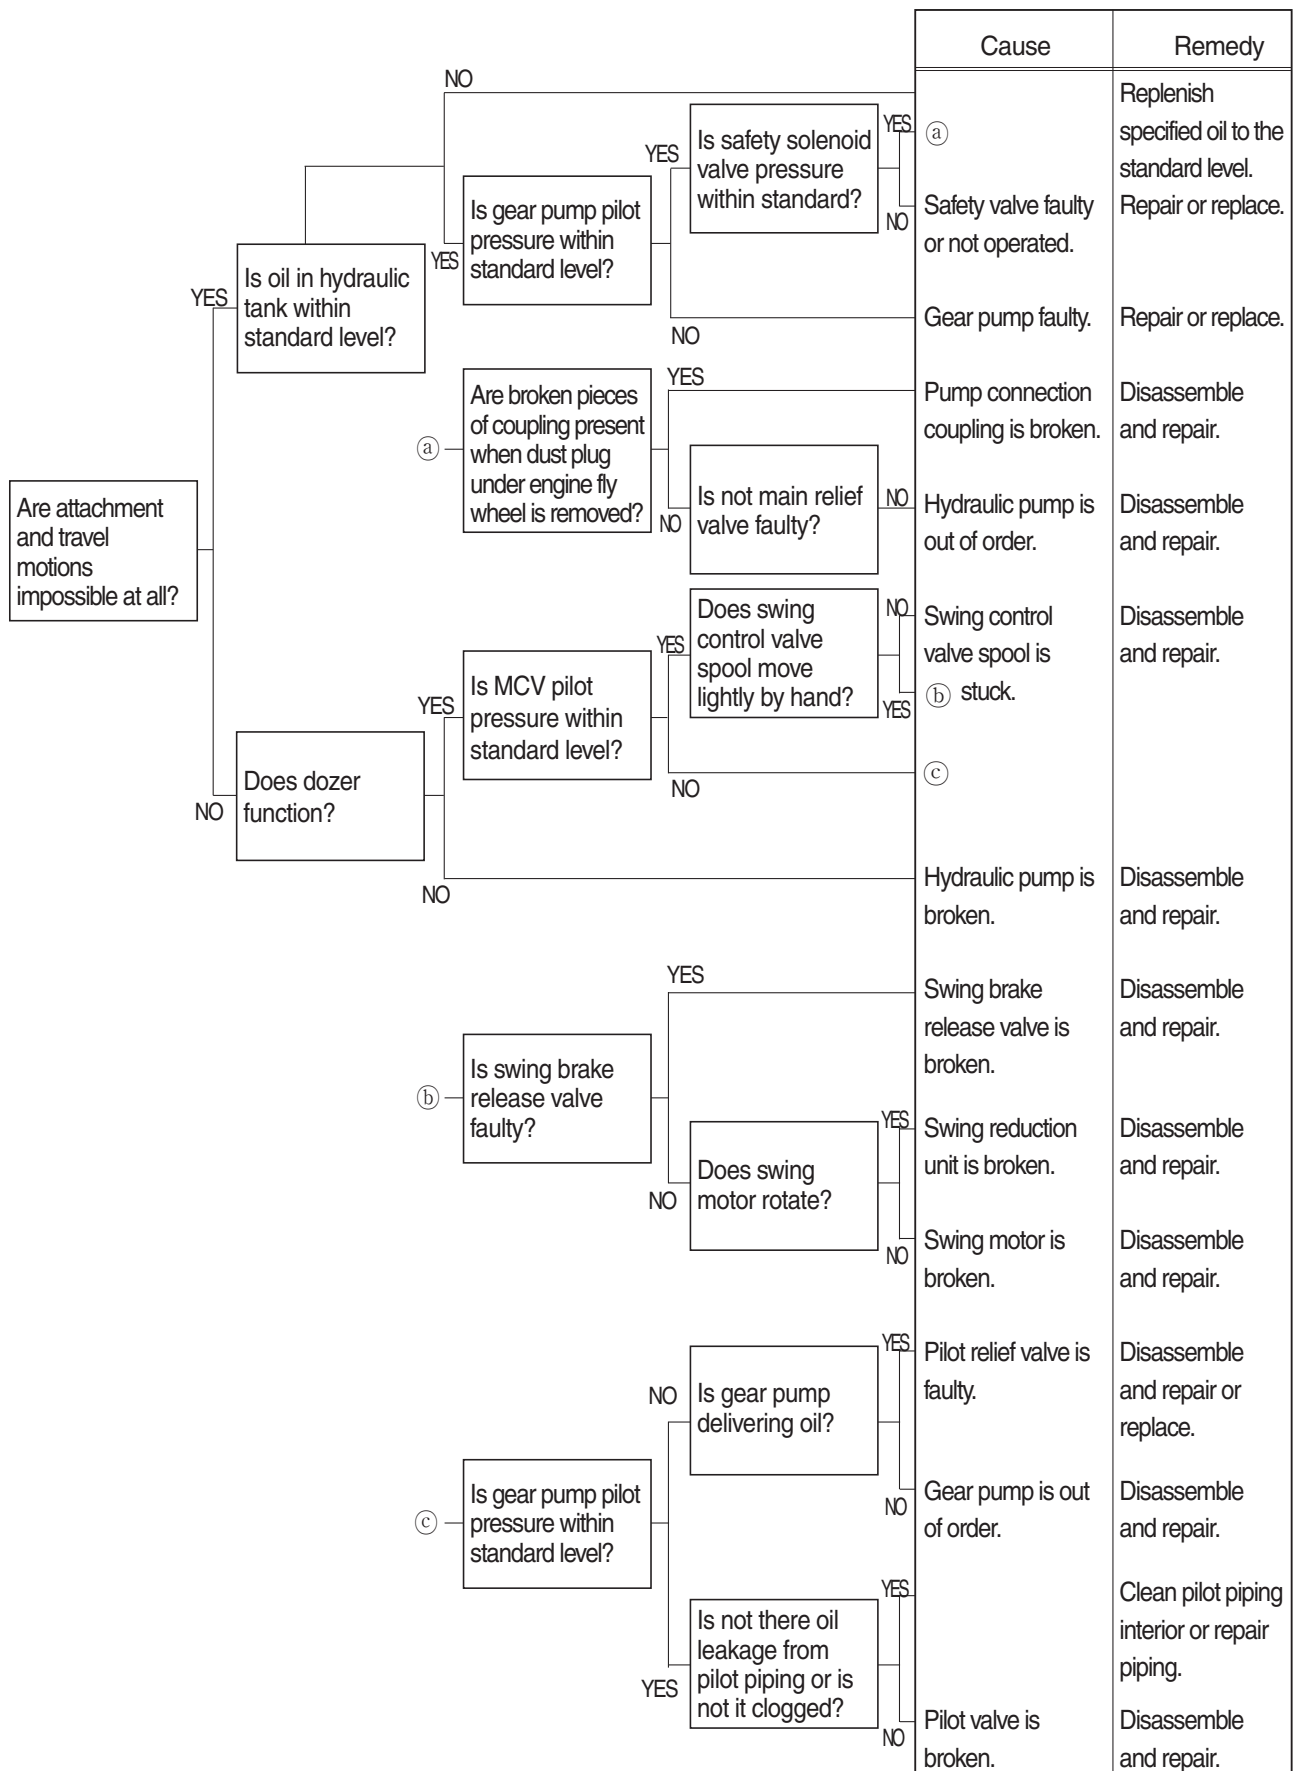 Cause
Remedy
NO
Replenish
specified oil to the
standard level.
YES
ⓐ
Is safety solenoid
valve pressure
within standard?
YES
NO
Safety valve faulty
or not operated.
Repair or replace.
Is gear pump pilot
pressure within
standard level?
YES
Is oil in hydraulic
tank within
standard level?
YES
NO
Gear pump faulty.
Repair or replace.
YES
Are broken pieces
of coupling present
when dust plug
under engine fly
wheel is removed?
ⓐ
Pump connection
coupling is broken.
Disassemble
and repair.
Is not main relief
valve faulty?
NO
NO
Hydraulic pump is
out of order.
Disassemble
and repair.
Are attachment
and travel
motions
impossible at all?
Does swing
control valve
spool move
lightly by hand?
NO
YES
Swing control
valve spool is
ⓑ stuck.
Disassemble
and repair.
YES
Is MCV pilot
pressure within
standard level?
YES
ⓒ
NO
Does dozer
function?
NO
NO
Hydraulic pump is
broken.
Disassemble
and repair.
YES
Swing brake
release valve is
broken.
Disassemble
and repair.
ⓑ
Is swing brake
release valve
faulty?
YES
Swing reduction
unit is broken.
Disassemble
and repair.
Does swing
motor rotate?
NO
NO
Swing motor is
broken.
Disassemble
and repair.
YES
Pilot relief valve is
faulty.
Disassemble
and repair or
replace.
NO
Is gear pump
delivering oil?
NO
Gear pump is out
of order.
Disassemble
and repair.
ⓒ
Is gear pump pilot
pressure within
standard level?
YES
Clean pilot piping
interior or repair
piping.
Is not there oil
leakage from
pilot piping or is
not it clogged?
YES
NO
Pilot valve is
broken.
Disassemble
and repair.